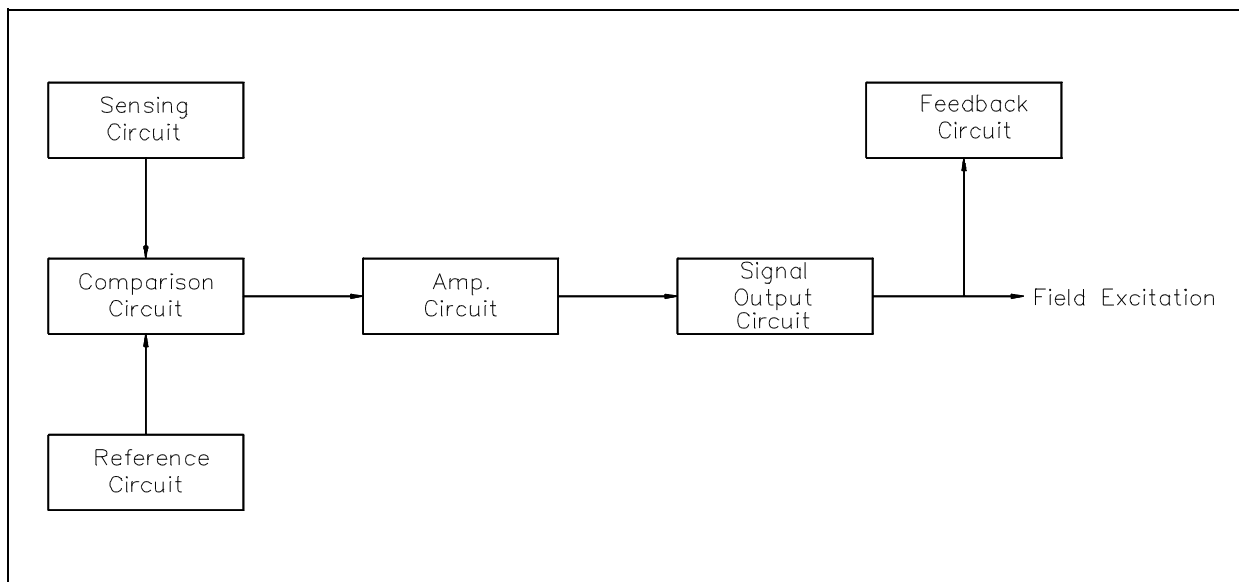 Sensing
Circuit
Feedback
Circuit
Comparison
Circuit
Amp.
Circuit
Signal
Output
Circuit
Field Excitation
Reference
Circuit